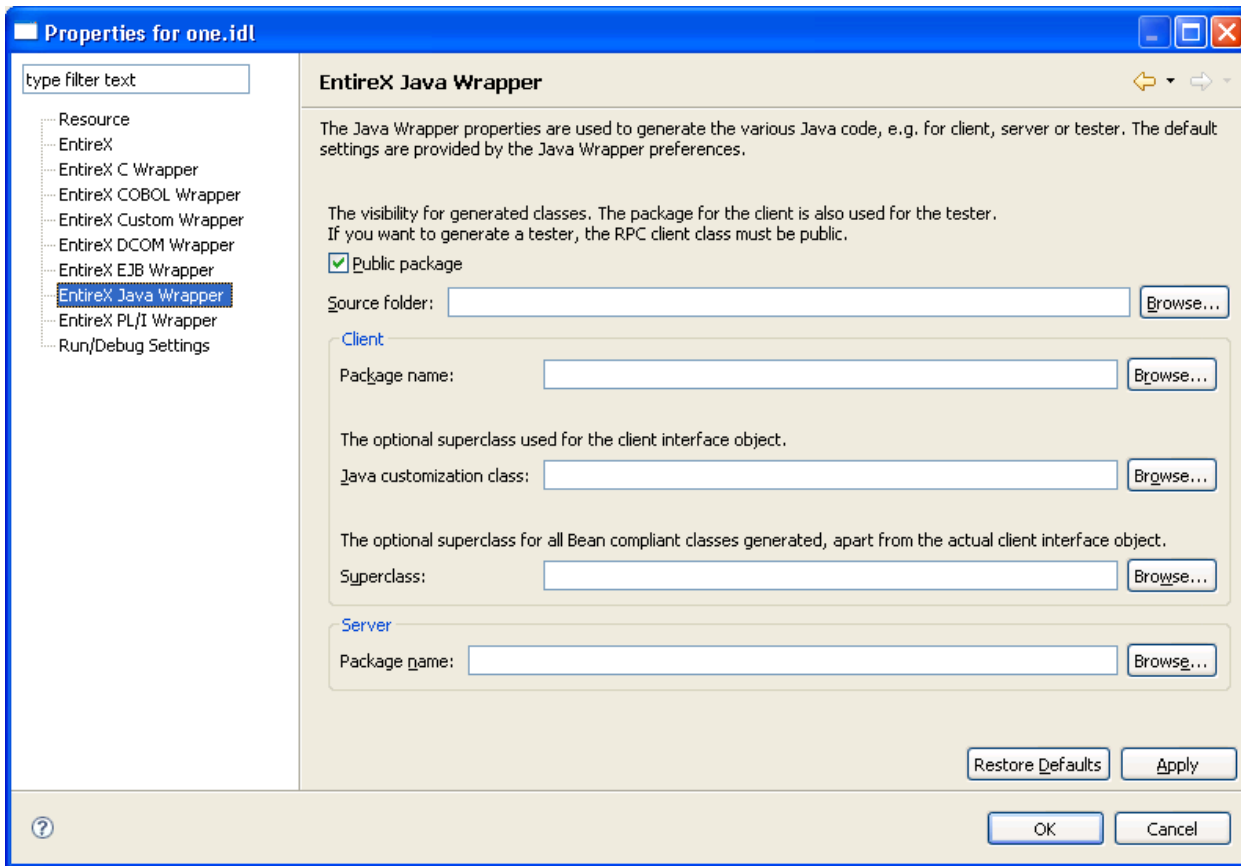 Properties for one.idl
type filter text
Resource
EntireX
EntireX C Wrapper
EntireX COBOL Wrapper
EntireX Custom Wrapper
EntireX DCOM Wrapper
EntireX EJB Wrapper
EntireX Java Wrapper
EntireX PL/I Wrapper
Run/Debug Settings
EntireX Java Wrapper
The Java Wrapper properties are used to generate the various Java code, e.g. for client, server or tester. The default
settings are provided by the Java Wrapper preferences.
The visibility for generated classes. The package for the client is also used for the tester.
If you want to generate a tester, the RPC client class must be public.
Public package
Source folder: Browse...
Client
Package name: Browse...
The optional superclass used for the client interface object.
Java customization class: Browse...
The optional superclass for all Bean compliant classes generated, apart from the actual client interface object.
Superclass: Browse...
Server
Package name: Browse...
Restore Defaults Apply
? OK Cancel